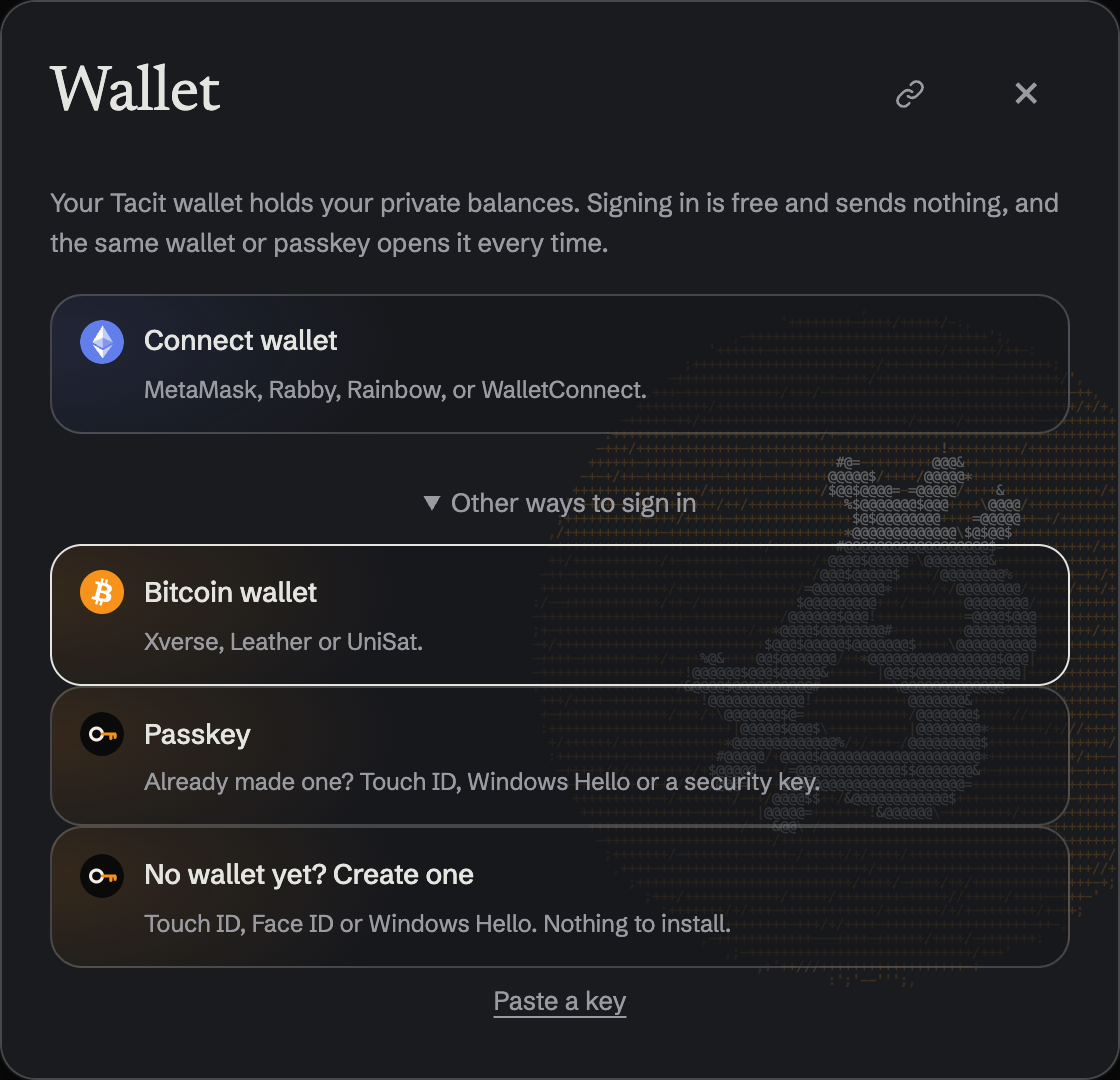 Wallet
Your Tacit wallet holds your private balances. Signing in is free and sends nothing, and
the same wallet or passkey opens it every time.
Connect wallet
MetaMask, Rabby, Rainbow, or WalletConnect.
▼ Other ways to sign in
Bitcoin wallet
Xverse, Leather or UniSat.
Passkey
Already made one? Touch ID, Windows Hello or a security key.
No wallet yet? Create one
Touch ID, Face ID or Windows Hello. Nothing to install.
Paste a key